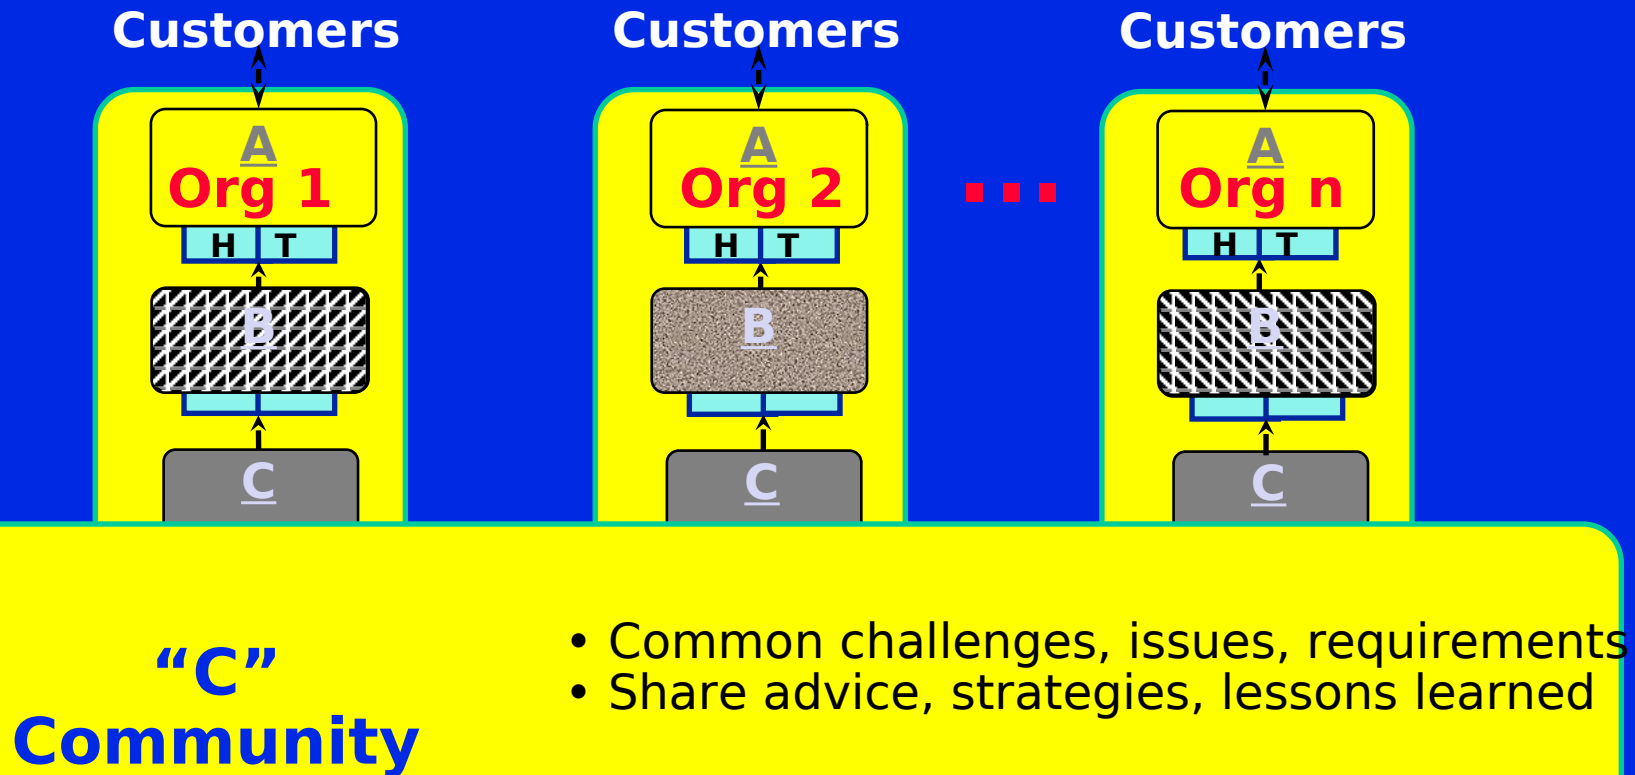 Customers
Customers
Customers
A
Org 1
A
Org 2
...
A
Org n
H T
H T
H T
B
B
B
C
C
C
“C”
Community
• Common challenges, issues, requirements
• Share advice, strategies, lessons learned